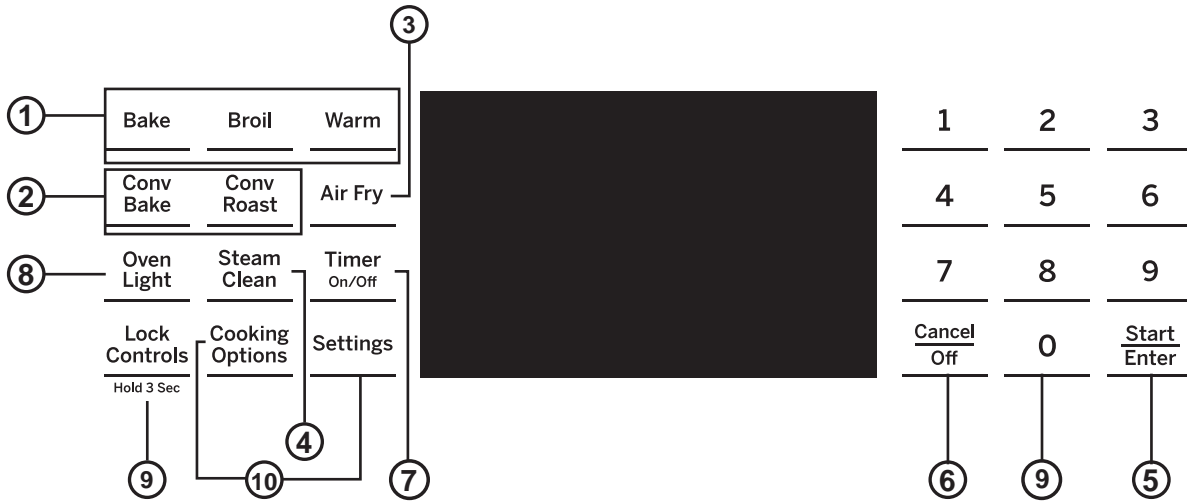 3
1
Bake Broil Warm
1 2 3
2
Conv Bake
Conv Roast
Air Fry
4 5 6
8
Oven Light
Steam Clean
Timer
On/Off
7 8 9
Lock Controls
Hold 3 Sec
Cooking Options
Settings
Cancel
Off
0
Start
Enter
4
9
10
7
6
9
5